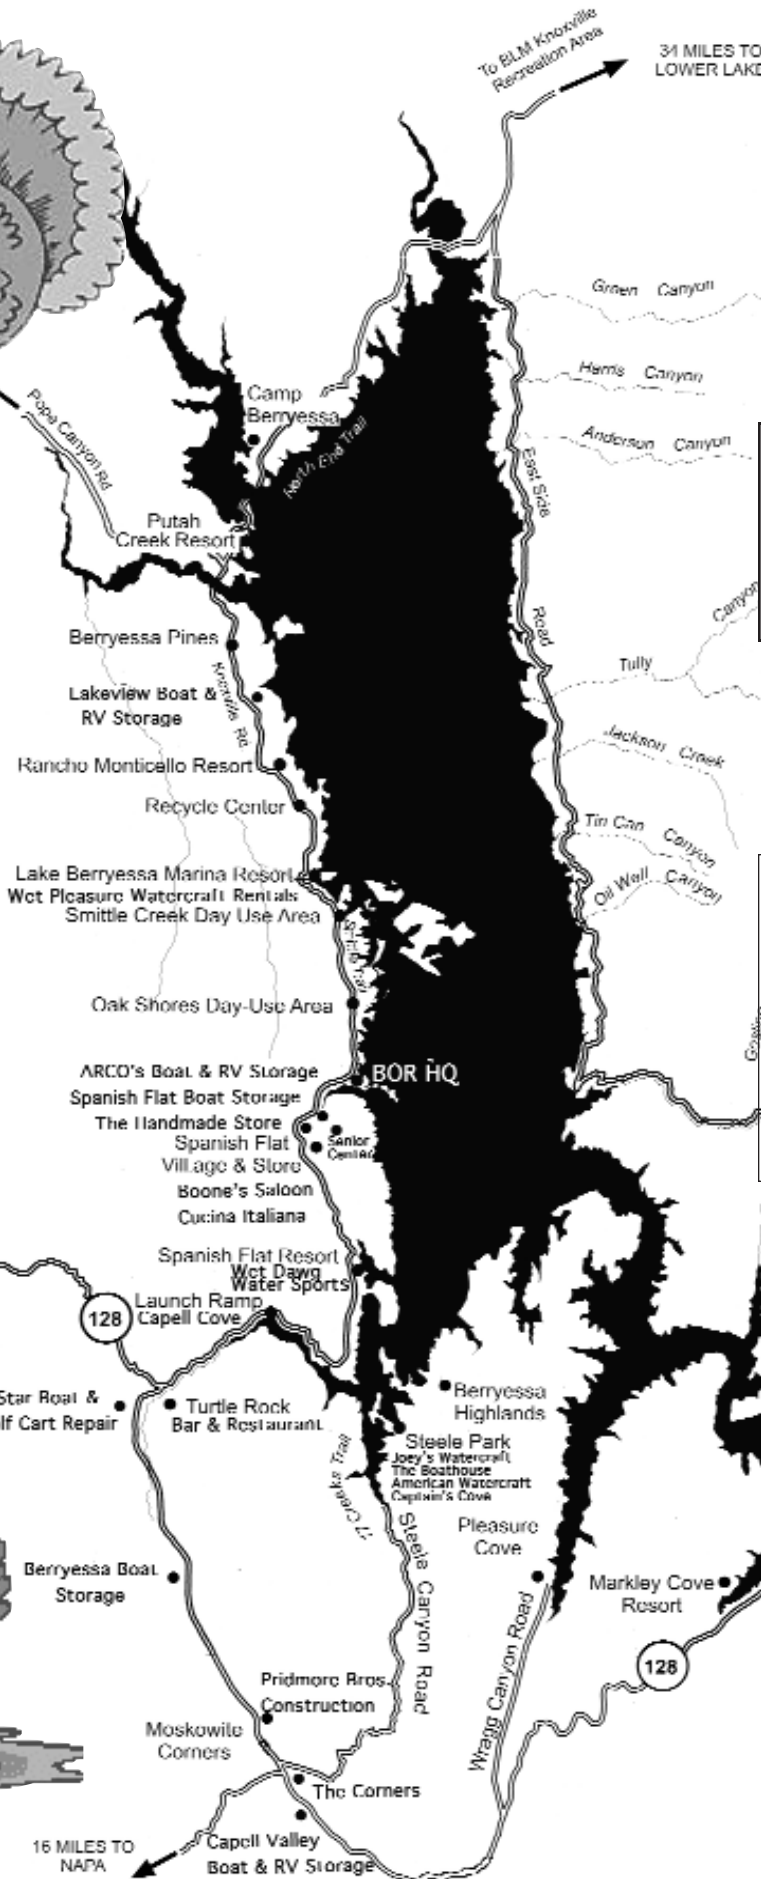 To BLM Knoxville
Recreation Area
34 MILES TO
LOWER LAKE
Green Canyon
Harris Canyon
Camp
Berryessa
North End Trail
Popa Canyon Rd
Anderson Canyon
East Side
Road
Putah
Creek Resort
Canyon
Berryessa Pines
Knoxville Rd
Tully
Lakeview Boat &
RV Storage
Jackson Creek
Rancho Monticello Resort
Recycle Center
Tin Can Canyon
Lake Berryessa Marina Resort
Wet Pleasure Watercraft Rentals
Smittle Creek Day Use Area
Oil Well Canyon
Trail
Oak Shores Day-Use Area
ARCO's Boat & RV Storage
BOR HQ
Spanish Flat Boat Storage
The Handmade Store
Spanish Flat
Village & Store
Senior
Center
Boone's Saloon
Cucina Italiana
Spanish Flat Resort
Wet Dawg
Water Sports
Launch Ramp
Capell Cove
128
Star Boat &
lf Cart Repair
Turtle Rock
Bar & Restaurant
Berryessa
Highlands
Steele Park
Joey's Watercraft
The Boathouse
American Watercraft
Captain's Cove
Creeks Trail
Steele Canyon Road
Pleasure
Cove
Berryessa Boat
Storage
Markley Cove
Resort
Wragg Canyon Road
128
Pridmore Bros.
Construction
Moskowite
Corners
The Corners
16 MILES TO
NAPA
Capell Valley
Boat & RV Storage